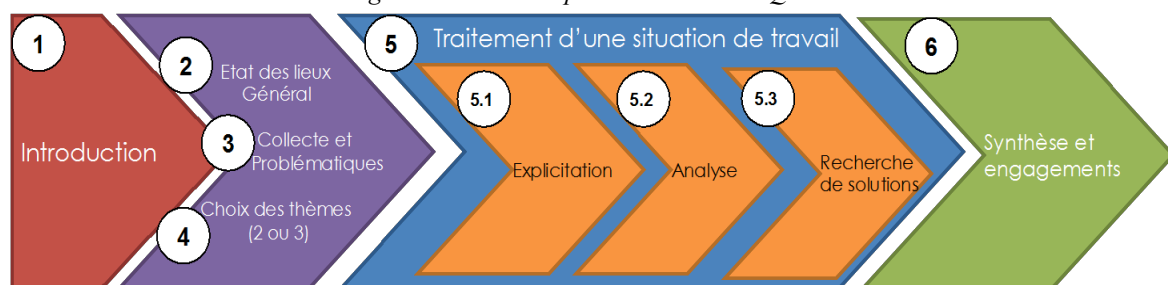 1
Introduction
2
Etat des lieux
Général
3
Collecte et
Problématiques
4
Choix des thèmes
(2 ou 3)
5
Traitement d’une situation de travail
5.1
Explicitation
5.2
Analyse
5.3
Recherche
de solutions
6
Synthèse et
engagements